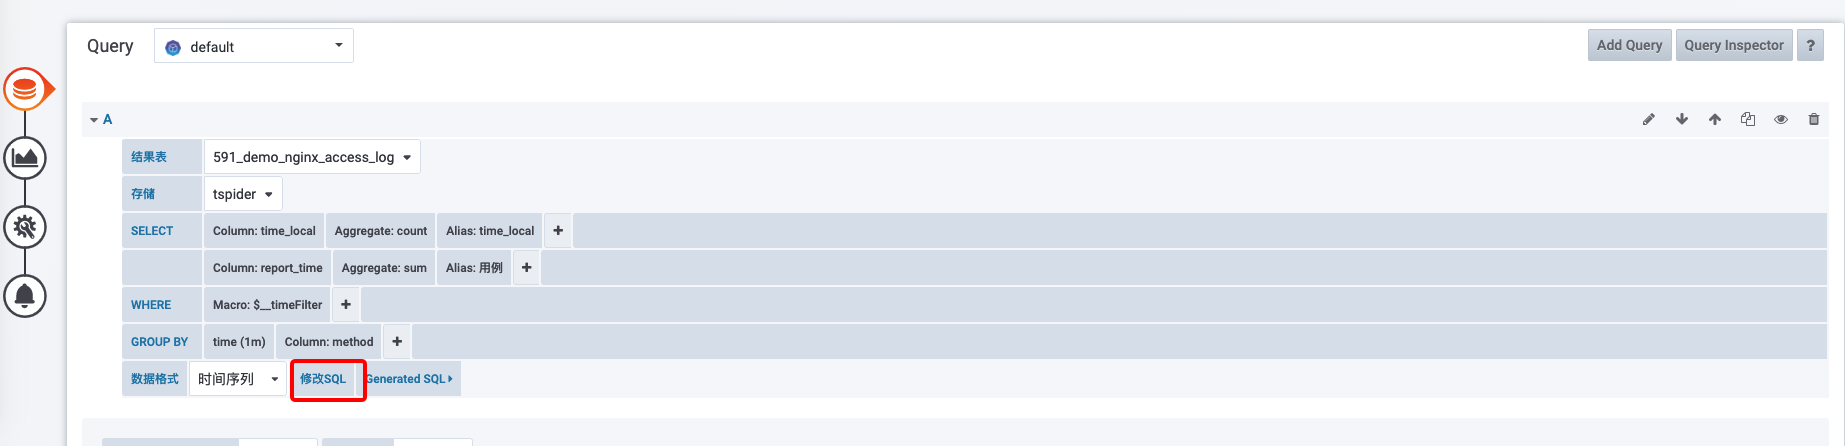 Query default Add Query Query Inspector ?
A
结果表 591_demo_nginx_access_log
存储 tspider
SELECT Column: time_local Aggregate: count Alias: time_local +
Column: report_time Aggregate: sum Alias: 用例 +
WHERE Macro: $__timeFilter +
GROUP BY time (1m) Column: method +
数据格式 时间序列 修改SQL Generated SQL